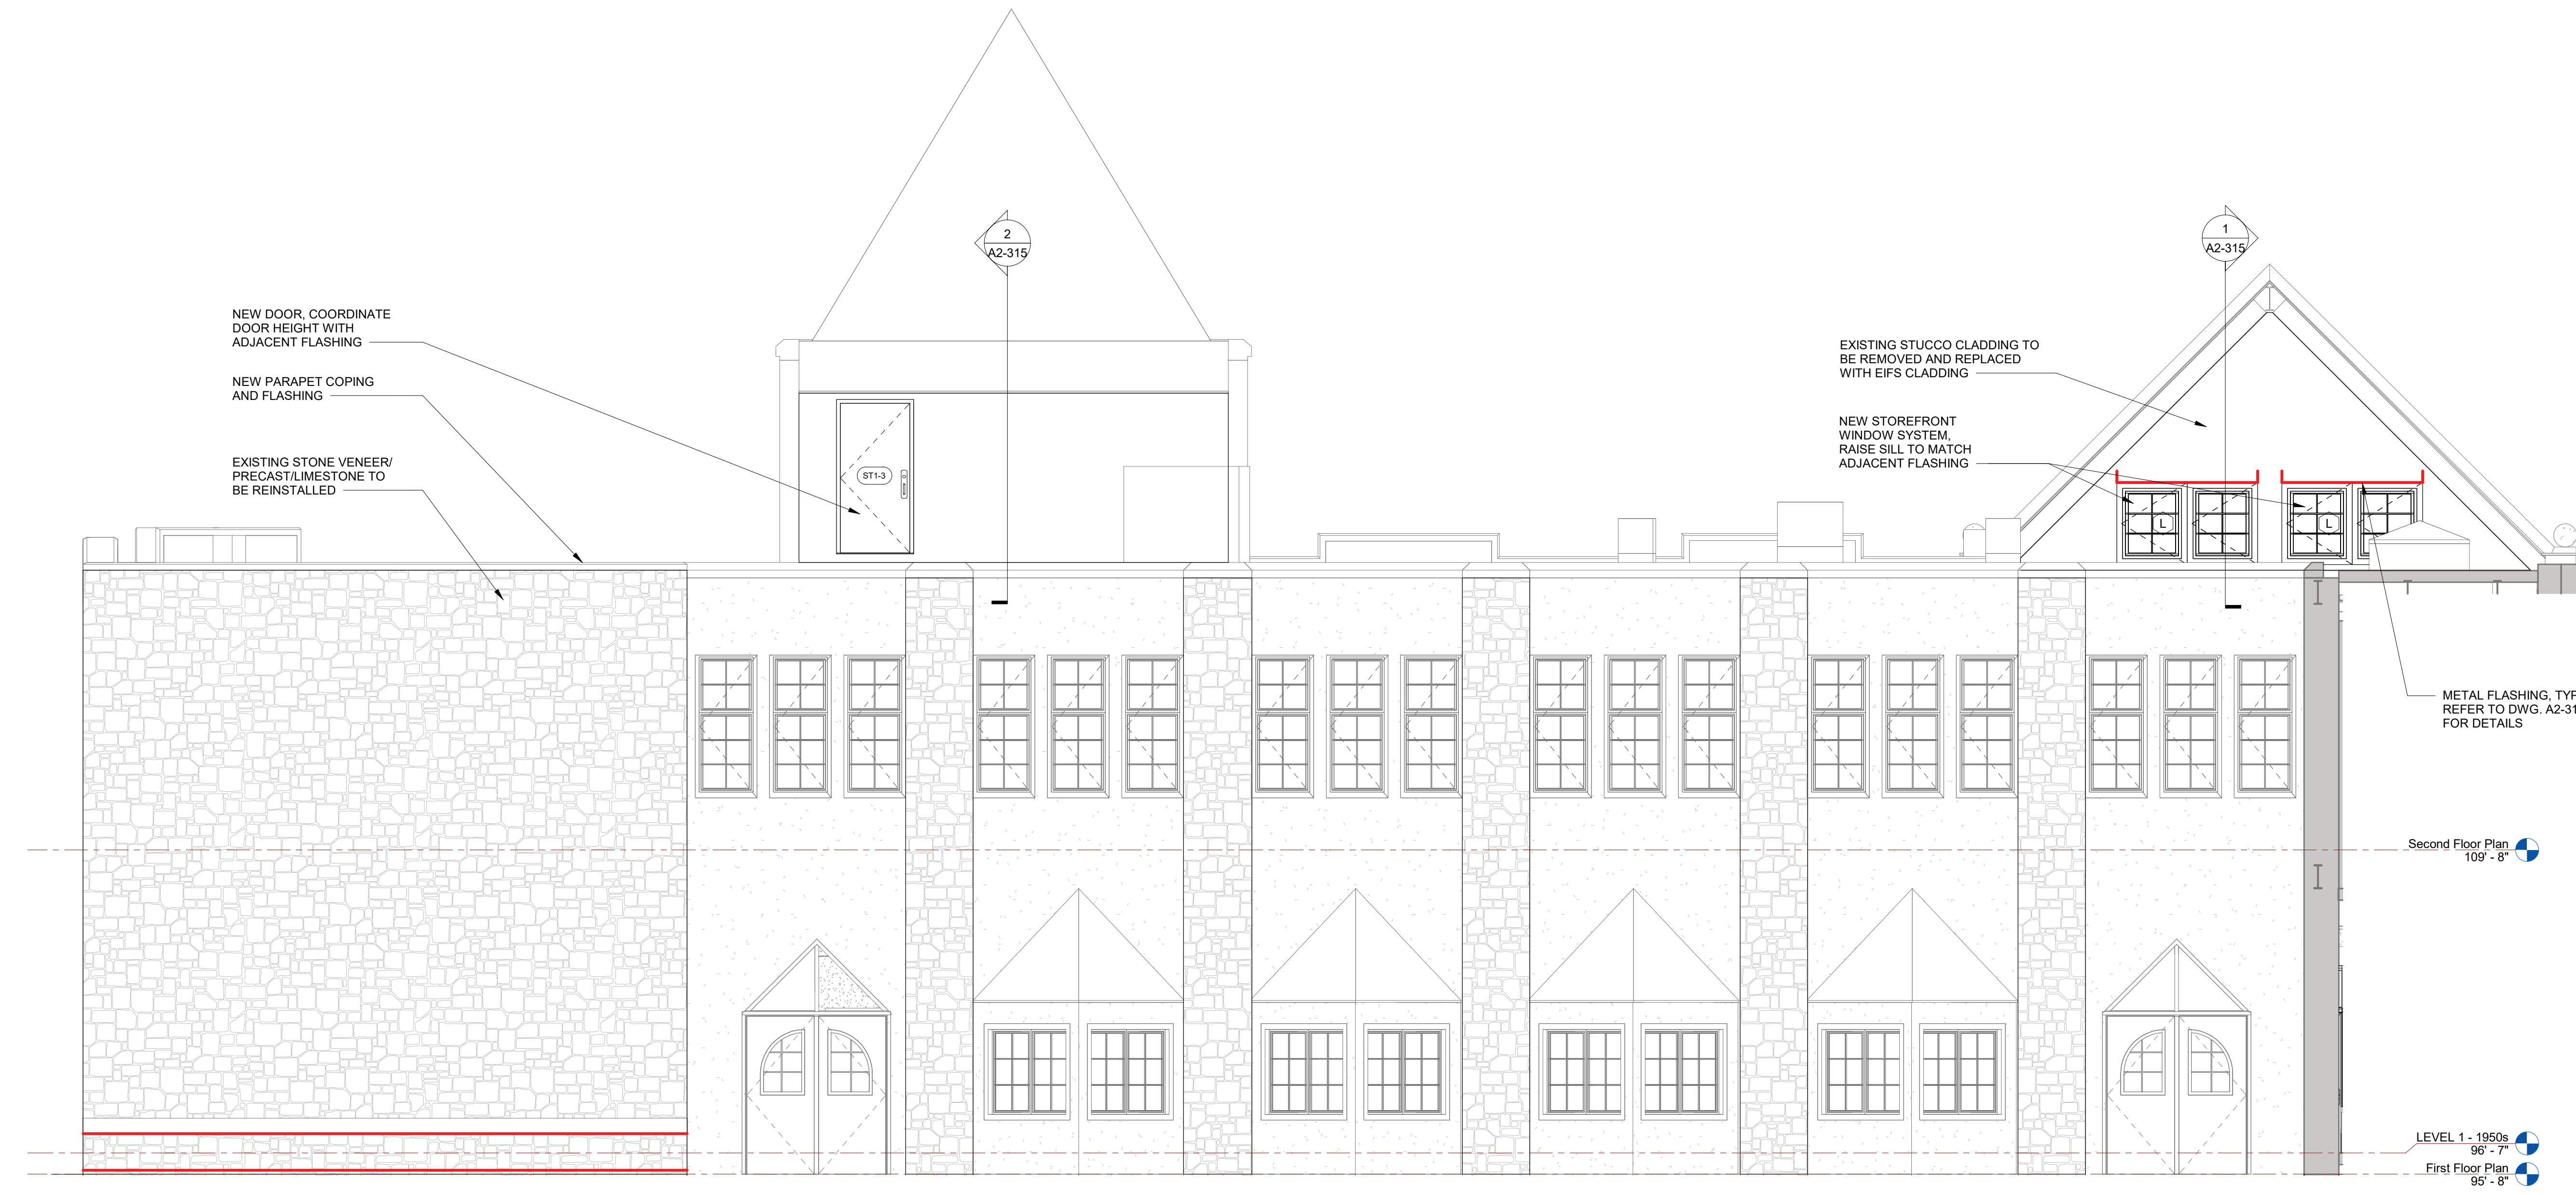 2
A2-315
1
A2-315
NEW DOOR, COORDINATE
DOOR HEIGHT WITH
ADJACENT FLASHING
NEW PARAPET COPING
AND FLASHING
EXISTING STONE VENEER/
PRECAST/LIMESTONE TO
BE REINSTALLED
ST1-3
EXISTING STUCCO CLADDING TO
BE REMOVED AND REPLACED
WITH EIFS CLADDING
NEW STOREFRONT
WINDOW SYSTEM,
RAISE SILL TO MATCH
ADJACENT FLASHING
L
L
METAL FLASHING, TYP
REFER TO DWG. A2-31
FOR DETAILS
Second Floor Plan
109' - 8"
LEVEL 1 - 1950s
96' - 7"
First Floor Plan
95' - 8"